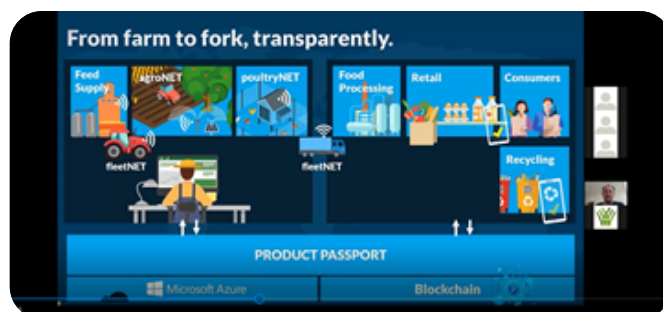 From farm to fork, transparently.
Feed
Supply
agroNET
poultryNET
Food
Processing
Retail
Consumers
fleetNET
fleetNET
Recycling
PRODUCT PASSPORT
Microsoft Azure
Blockchain